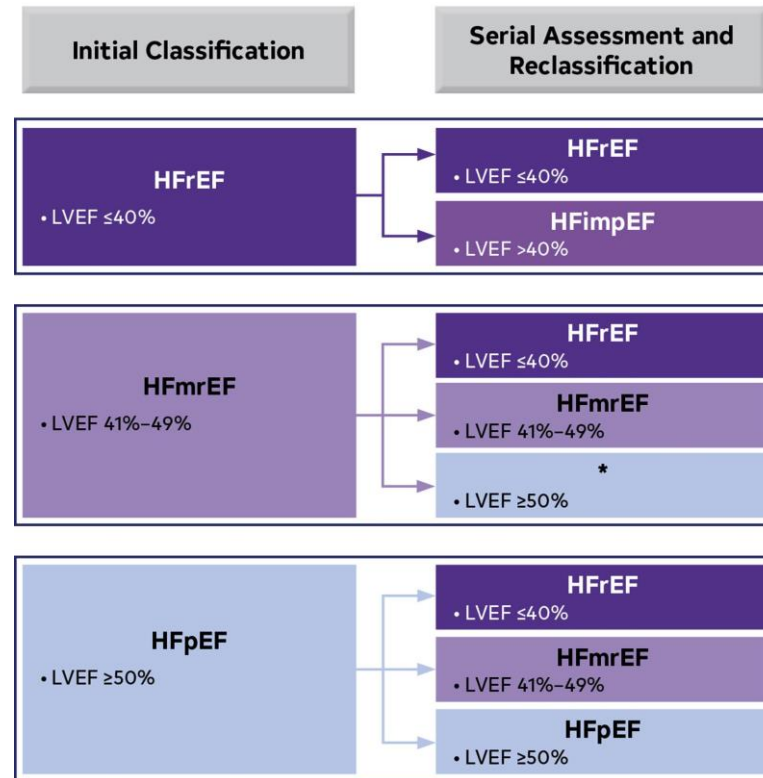 Initial Classification
Serial Assessment and
Reclassification
HFrEF
• LVEF ≤40%
HFrEF
• LVEF ≤40%
HFimpEF
• LVEF >40%
HFmrEF
• LVEF 41%–49%
HFrEF
• LVEF ≤40%
HFmrEF
• LVEF 41%–49%
*
• LVEF ≥50%
HFpEF
• LVEF ≥50%
HFrEF
• LVEF ≤40%
HFmrEF
• LVEF 41%–49%
HFpEF
• LVEF ≥50%